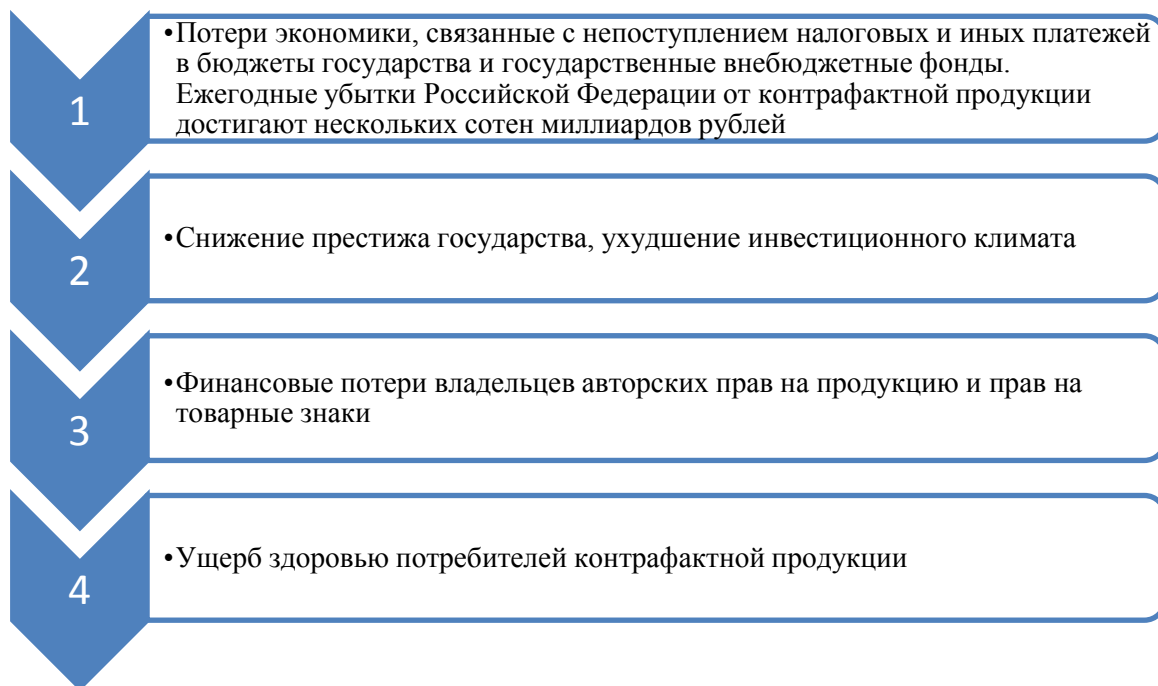 1
•Потери экономики, связанные с непоступлением налоговых и иных платежей
в бюджеты государства и государственные внебюджетные фонды.
Ежегодные убытки Российской Федерации от контрафактной продукции
достигают нескольких сотен миллиардов рублей
2
•Снижение престижа государства, ухудшение инвестиционного климата
3
•Финансовые потери владельцев авторских прав на продукцию и прав на
товарные знаки
4
•Ущерб здоровью потребителей контрафактной продукции